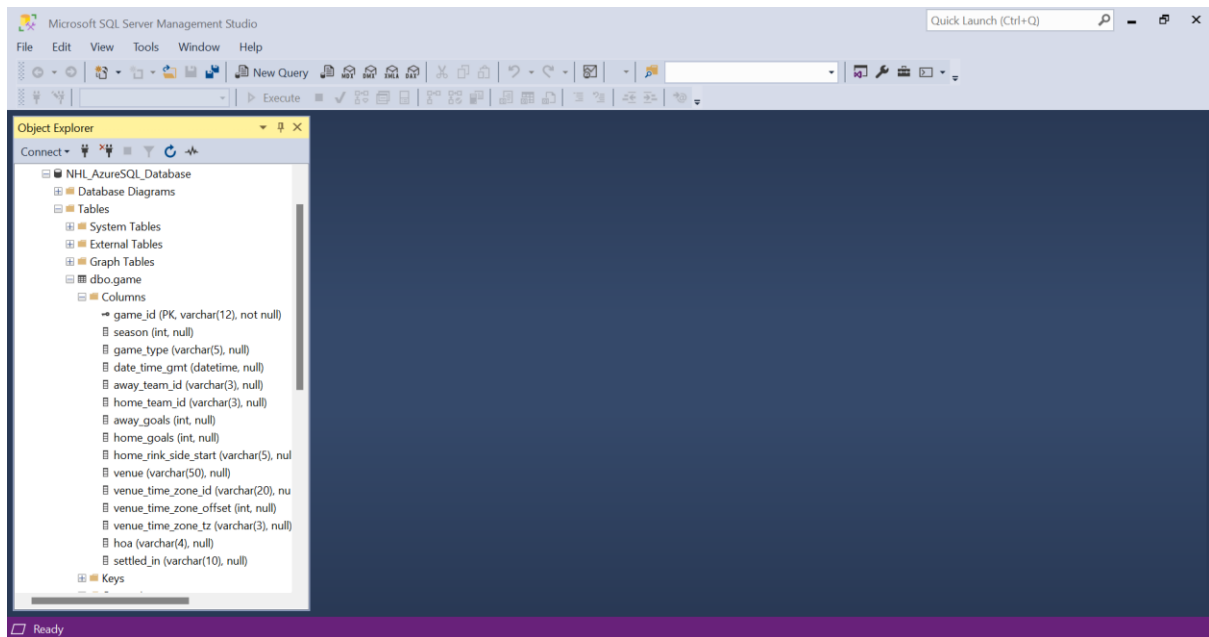 Microsoft SQL Server Management Studio
Quick Launch (Ctrl+Q)
File Edit View Tools Window Help
New Query MDX DMX XMLA DAX
Execute
Object Explorer
Connect
NHL_AzureSQL_Database
Database Diagrams
Tables
System Tables
External Tables
Graph Tables
dbo.game
Columns
game_id (PK, varchar(12), not null)
season (int, null)
game_type (varchar(5), null)
date_time_gmt (datetime, null)
away_team_id (varchar(3), null)
home_team_id (varchar(3), null)
away_goals (int, null)
home_goals (int, null)
home_rink_side_start (varchar(5), nul
venue (varchar(50), null)
venue_time_zone_id (varchar(20), nu
venue_time_zone_offset (int, null)
venue_time_zone_tz (varchar(3), null)
hoa (varchar(4), null)
settled_in (varchar(10), null)
Keys
Ready